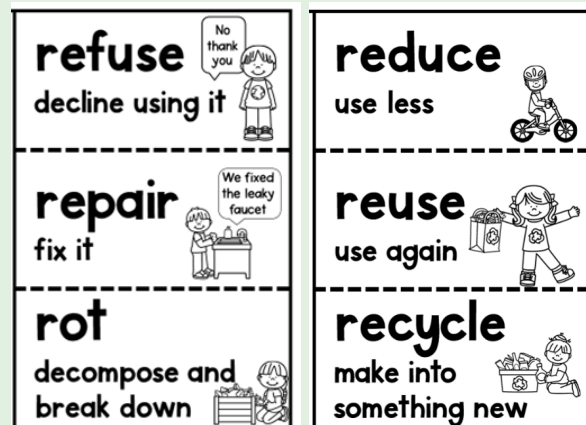 refuse
decline using it
No
thank
you
repair
fix it
We fixed
the leaky
faucet
rot
decompose and
break down
reduce
use less
reuse
use again
recycle
make into
something new